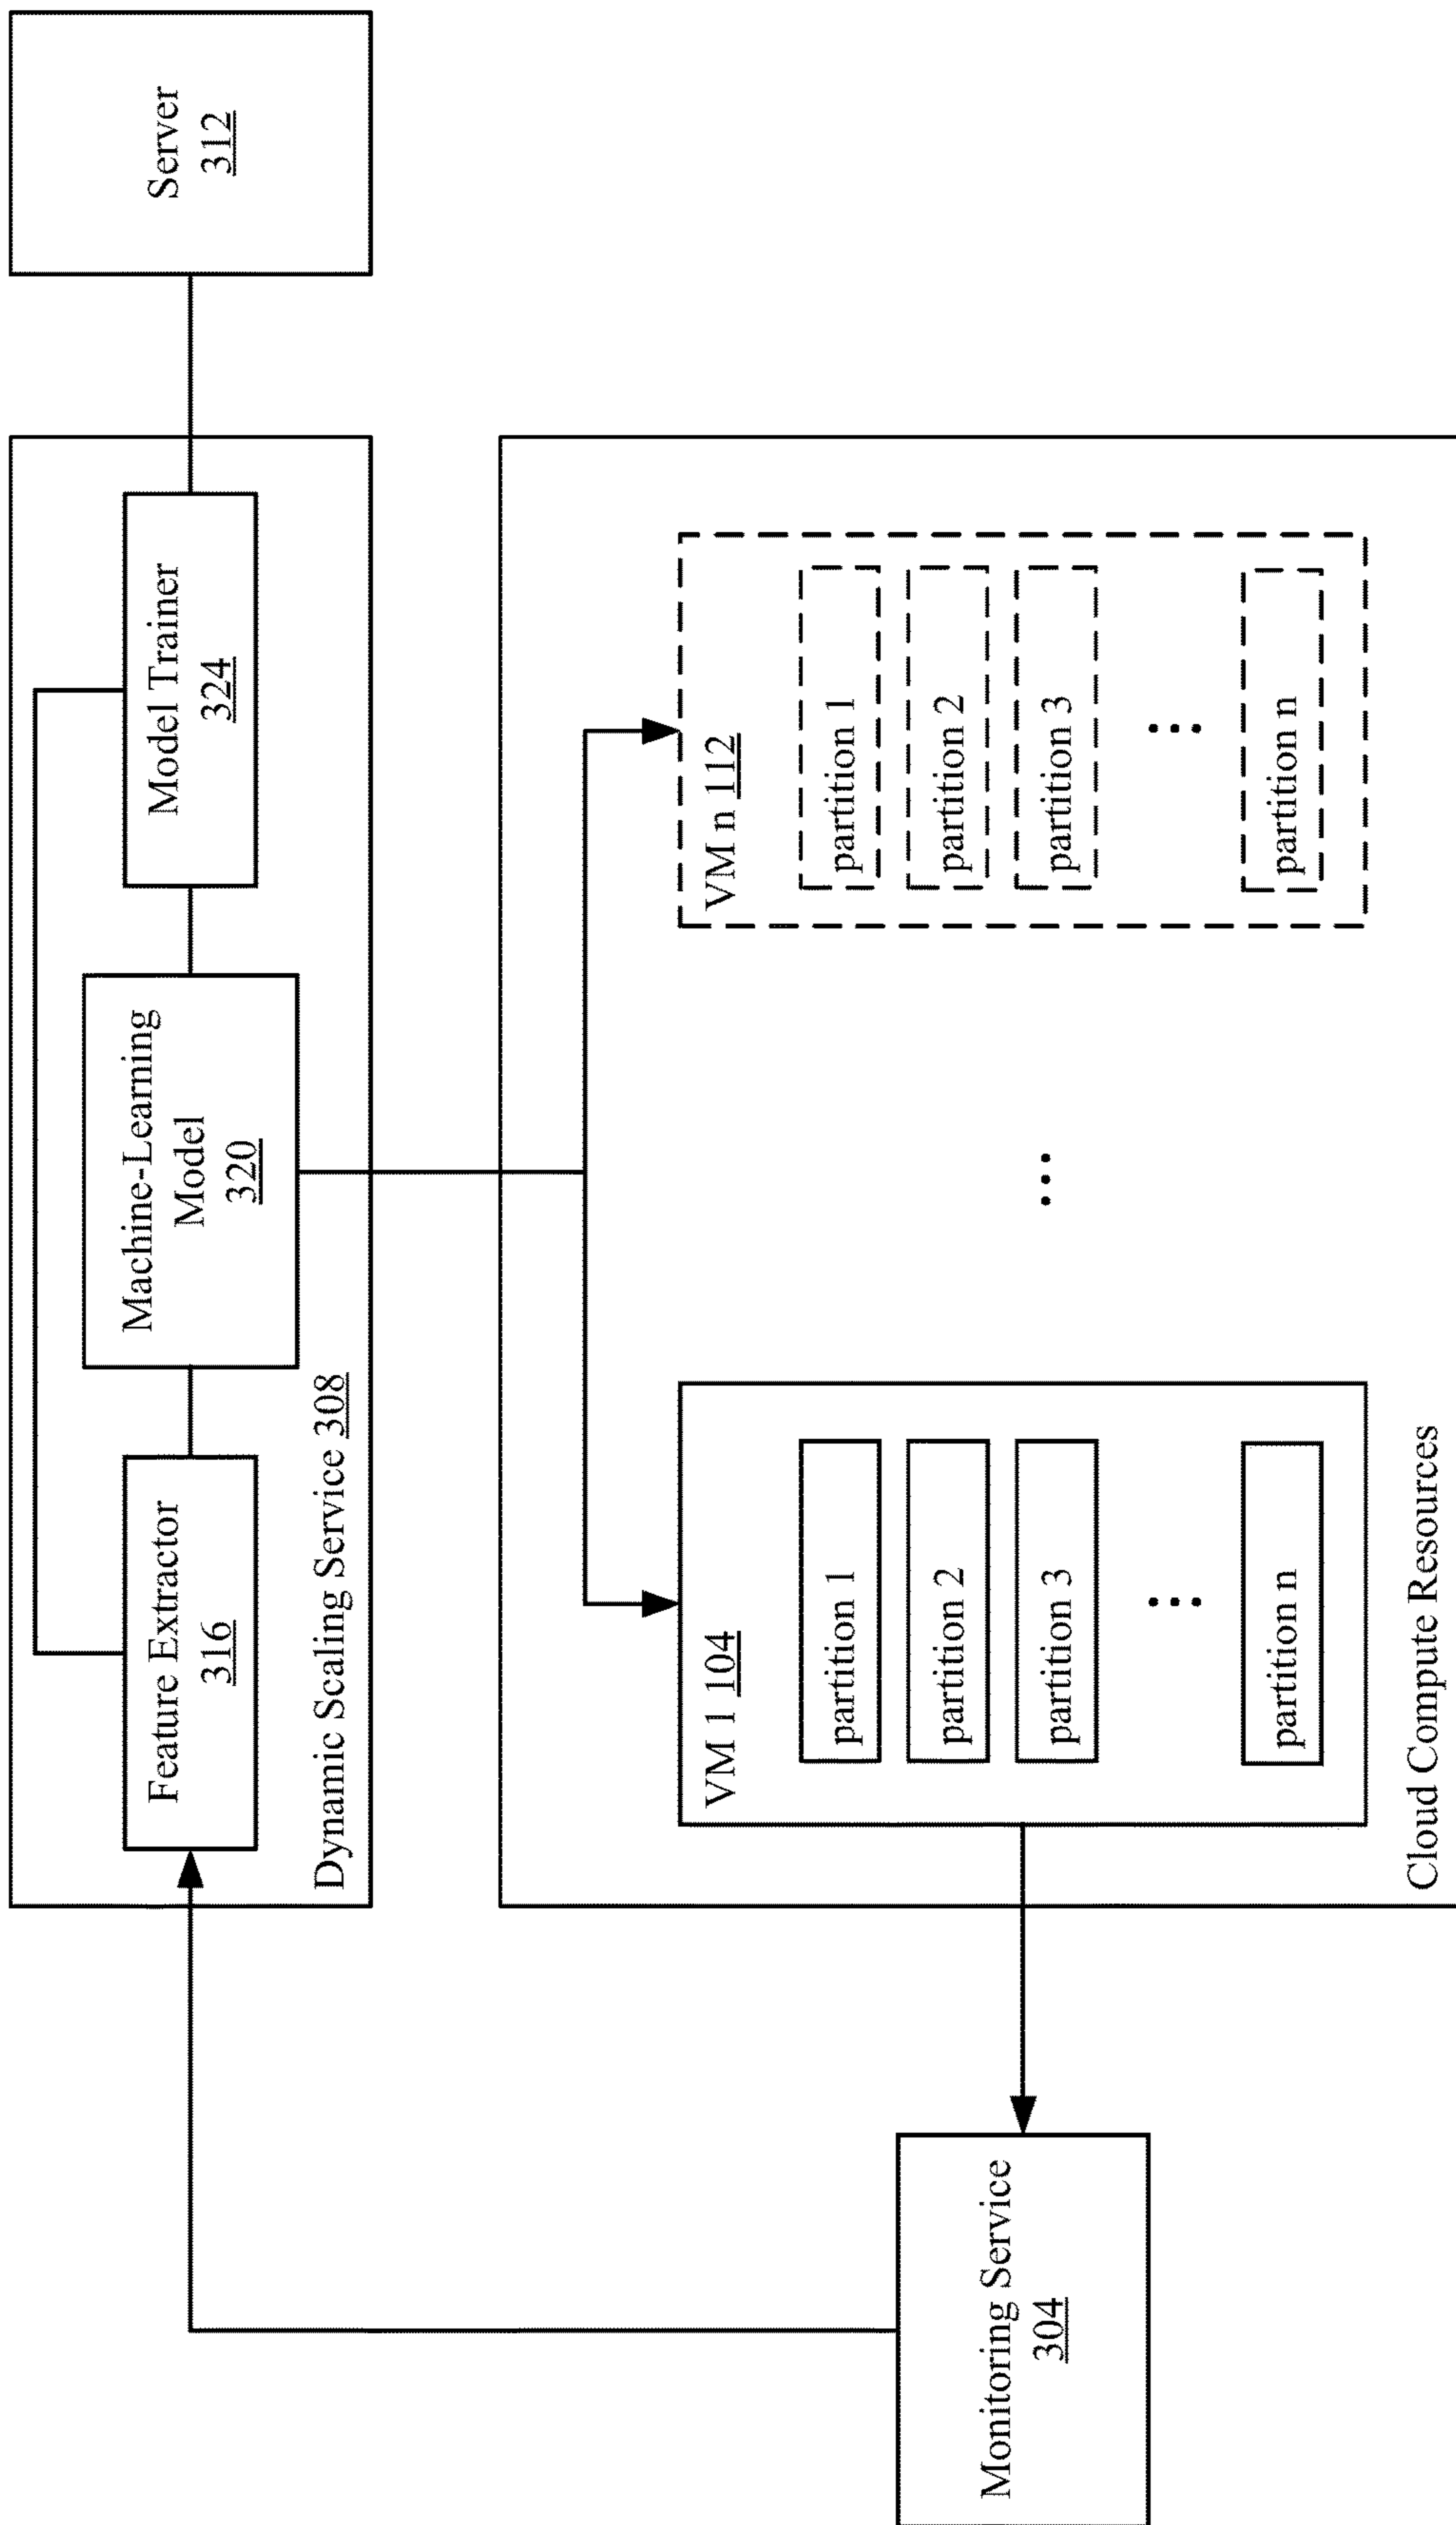 Feature Extractor
316
Machine-Learning
Model
320
Model Trainer
324
Dynamic Scaling Service 308
Server
312
Monitoring Service
304
VM 1 104
partition 1
partition 2
partition 3
...
partition n
...
VM n 112
partition 1
partition 2
partition 3
...
partition n
Cloud Compute Resources